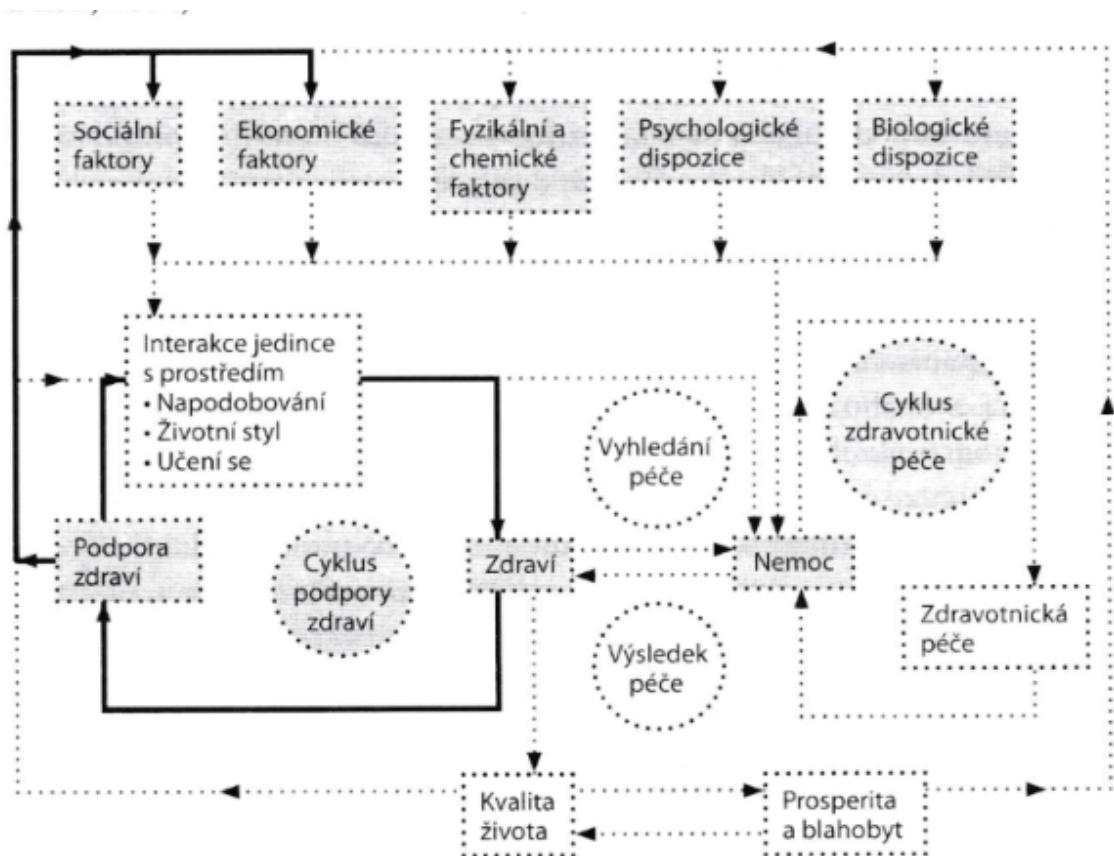 Sociální
faktory
Ekonomické
faktory
Fyzikální a
chemické
faktory
Psychologické
dispozice
Biologické
dispozice
Interakce jedince
s prostředím
• Napodobování
• Životní styl
• Učení se
Vyhledání
péče
Cyklus
zdravotnické
péče
Podpora
zdraví
Cyklus
podpory
zdraví
Zdraví
Nemoc
Zdravotnická
péče
Výsledek
péče
Kvalita
života
Prosperita
a blahobyt